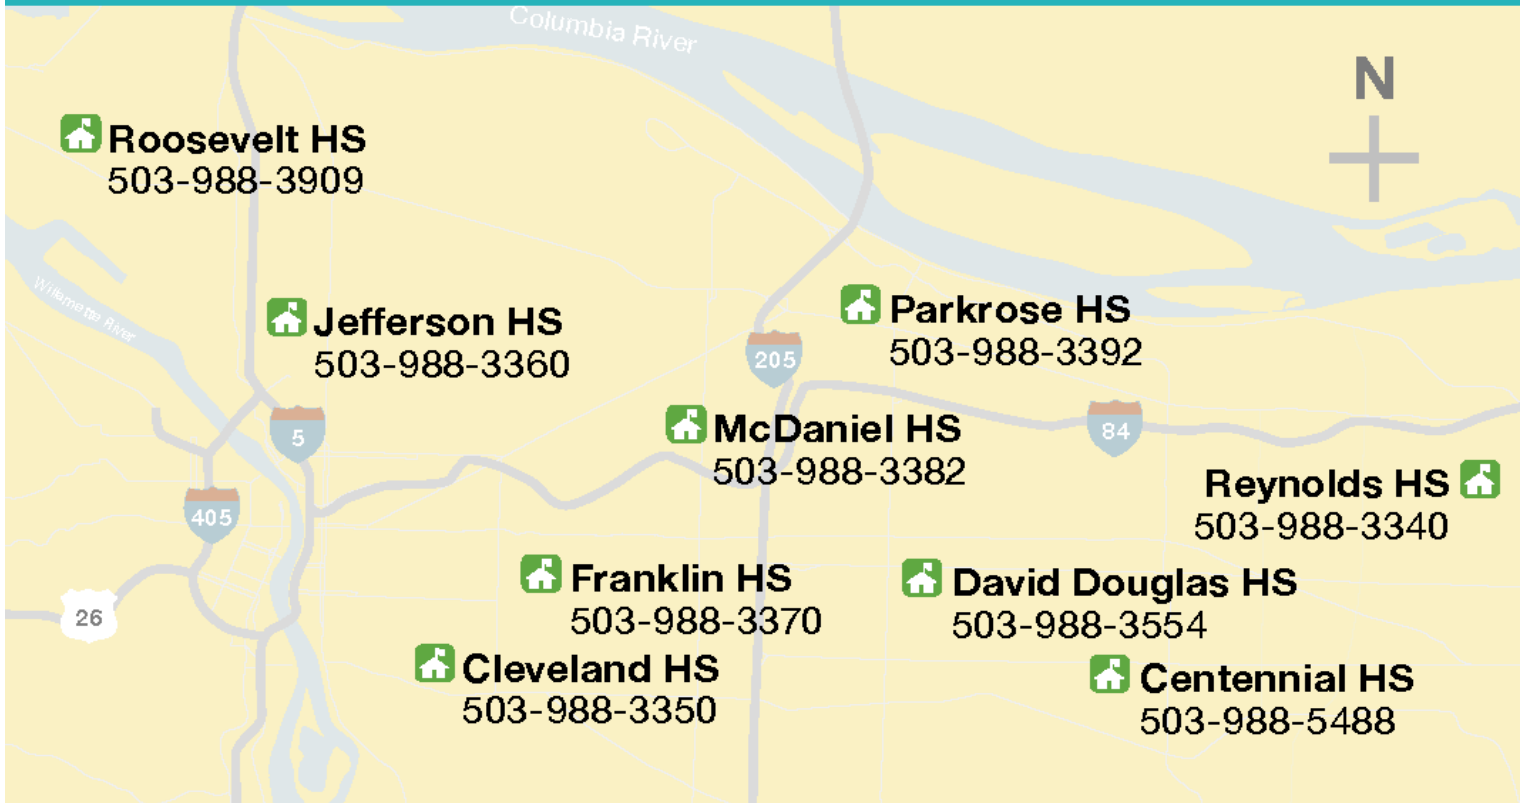 Columbia River
N
Roosevelt HS
503-988-3909
Willamette River
Jefferson HS
503-988-3360
Parkrose HS
503-988-3392
205
McDaniel HS
503-988-3382
84
5
Reynolds HS
503-988-3340
405
Franklin HS
503-988-3370
David Douglas HS
503-988-3554
26
Cleveland HS
503-988-3350
Centennial HS
503-988-5488